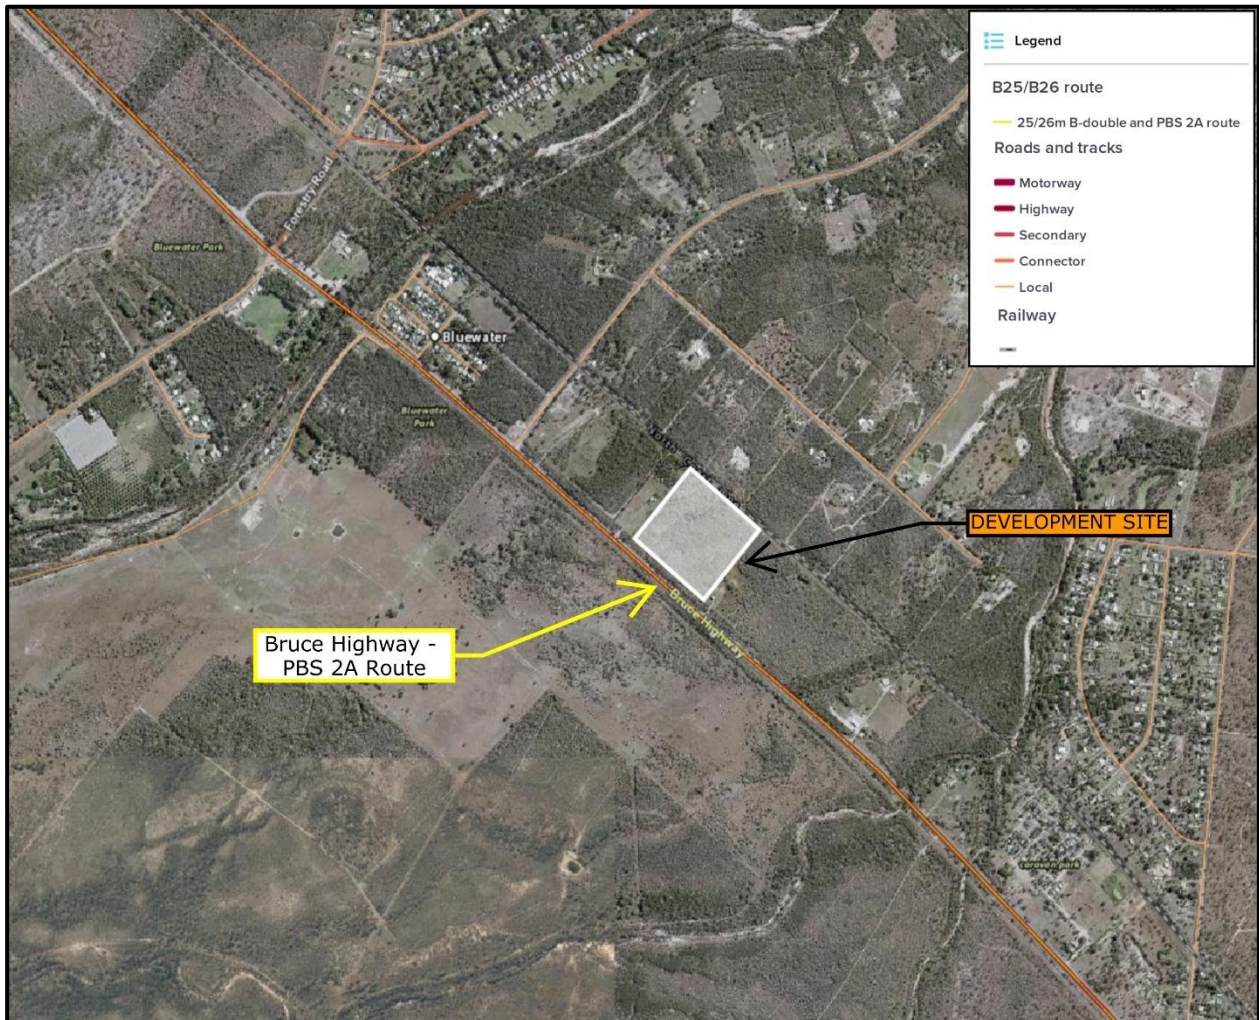 Legend
B25/B26 route
25/26m B-double and PBS 2A route
Roads and tracks
Motorway
Highway
Secondary
Connector
Local
Railway
Toolakea Beach Road
Forestry Road
Bluewater Park
Bluewater
Bluewater
Park
DEVELOPMENT SITE
Bruce Highway
Bruce Highway -
PBS 2A Route
caravan park